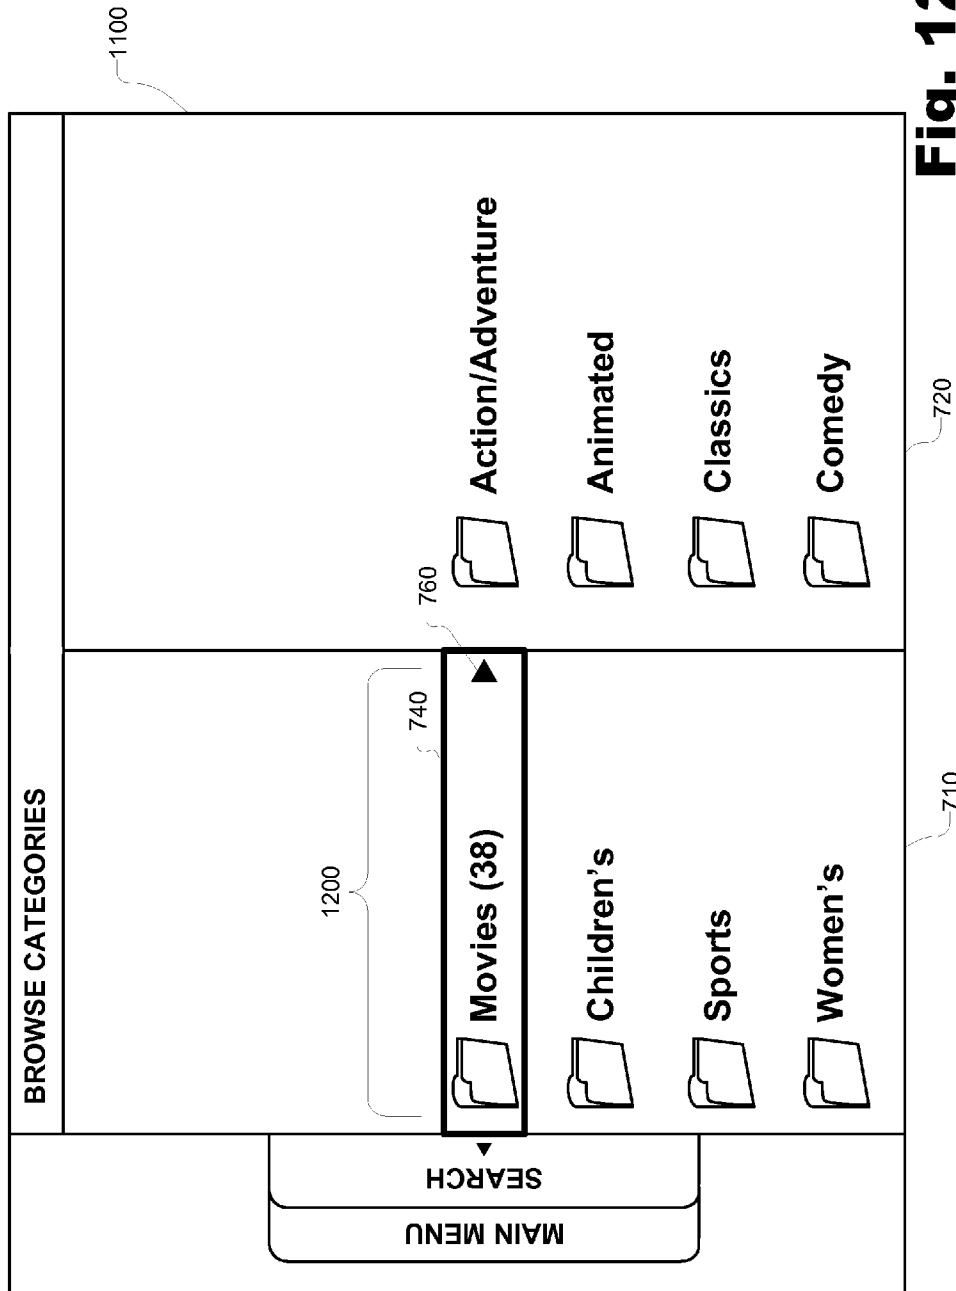 1100
BROWSE CATEGORIES
1200
740
760
MAIN MENU
SEARCH
Movies (38)
Action/Adventure
Children's
Animated
Sports
Classics
Women's
Comedy
710
720
Fig. 12